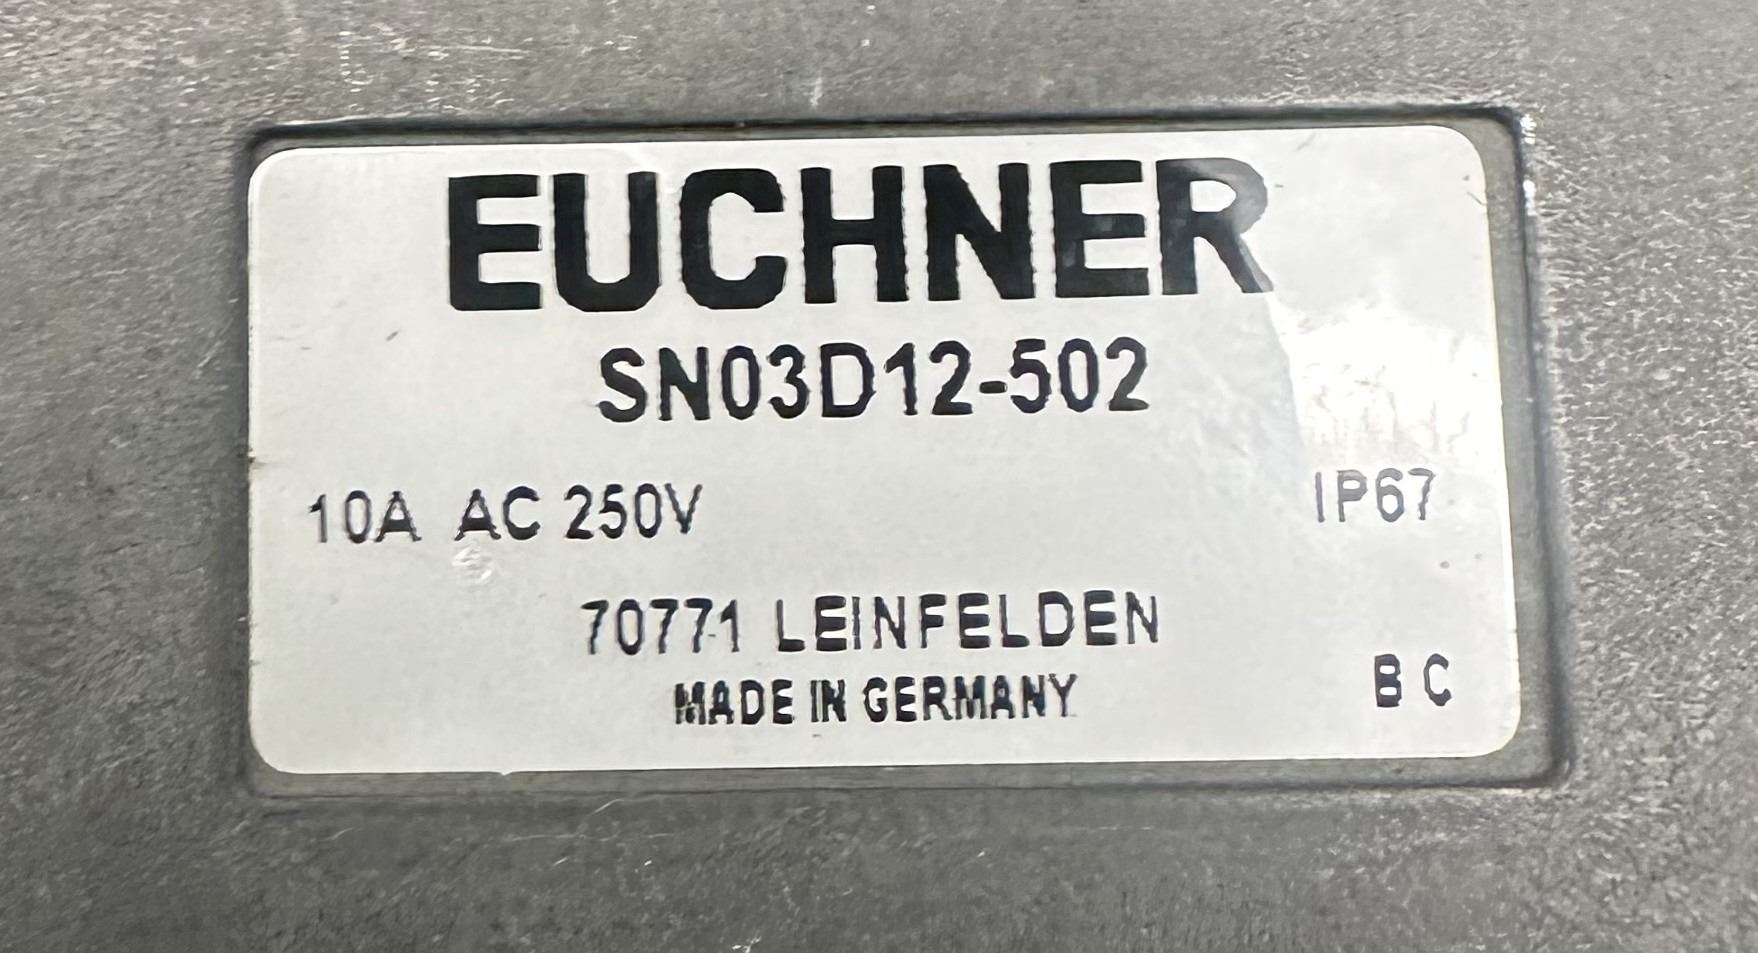 EUCHNER
SN03D12-502
10A AC 250V IP67
70771 LEINFELDEN
MADE IN GERMANY
B C